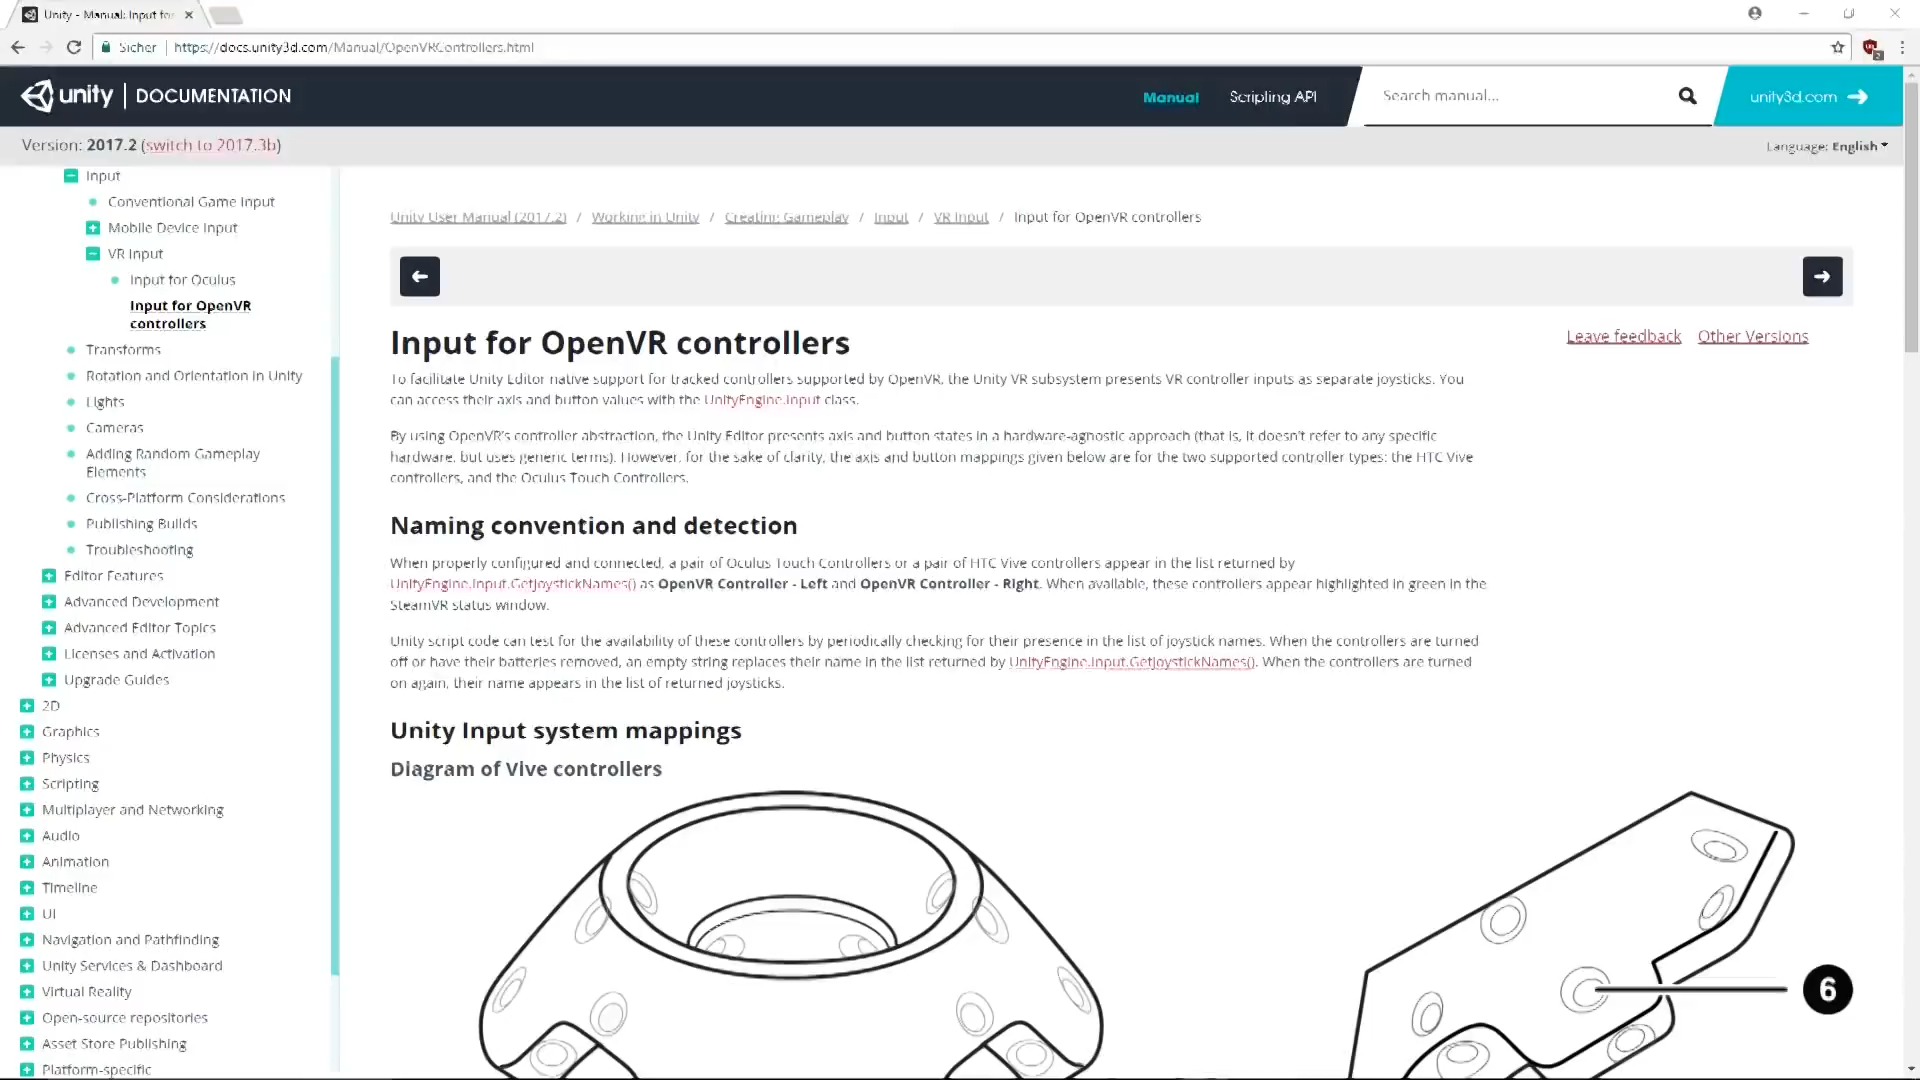 Unity - Manual: Input for
Sicher https://docs.unity3d.com/Manual/OpenVRControllers.html
unity DOCUMENTATION
Manual
Scripting API
Search manual...
unity3d.com
Version: 2017.2 (switch to 2017.3b)
Language: English
Input
Conventional Game Input
Mobile Device Input
VR Input
Input for Oculus
Input for OpenVR
controllers
Transforms
Rotation and Orientation in Unity
Lights
Cameras
Adding Random Gameplay
Elements
Cross-Platform Considerations
Publishing Builds
Troubleshooting
Editor Features
Advanced Development
Advanced Editor Topics
Licenses and Activation
Upgrade Guides
2D
Graphics
Physics
Scripting
Multiplayer and Networking
Audio
Animation
Timeline
UI
Navigation and Pathfinding
Unity Services & Dashboard
Virtual Reality
Open-source repositories
Asset Store Publishing
Platform-specific
Unity User Manual (2017.2) / Working in Unity / Creating Gameplay / Input / VR Input / Input for OpenVR controllers
Input for OpenVR controllers
Leave feedback
Other Versions
To facilitate Unity Editor native support for tracked controllers supported by OpenVR, the Unity VR subsystem presents VR controller inputs as separate joysticks. You
can access their axis and button values with the UnityEngine.Input class.
By using OpenVR's controller abstraction, the Unity Editor presents axis and button states in a hardware-agnostic approach (that is, it doesn't refer to any specific
hardware, but uses generic terms). However, for the sake of clarity, the axis and button mappings given below are for the two supported controller types: the HTC Vive
controllers, and the Oculus Touch Controllers.
Naming convention and detection
When properly configured and connected, a pair of Oculus Touch Controllers or a pair of HTC Vive controllers appear in the list returned by
UnityEngine.Input.GetJoystickNames() as OpenVR Controller - Left and OpenVR Controller - Right. When available, these controllers appear highlighted in green in the
SteamVR status window.
Unity script code can test for the availability of these controllers by periodically checking for their presence in the list of joystick names. When the controllers are turned
off or have their batteries removed, an empty string replaces their name in the list returned by UnityEngine.Input.GetJoystickNames(). When the controllers are turned
on again, their name appears in the list of returned joysticks.
Unity Input system mappings
Diagram of Vive controllers
6